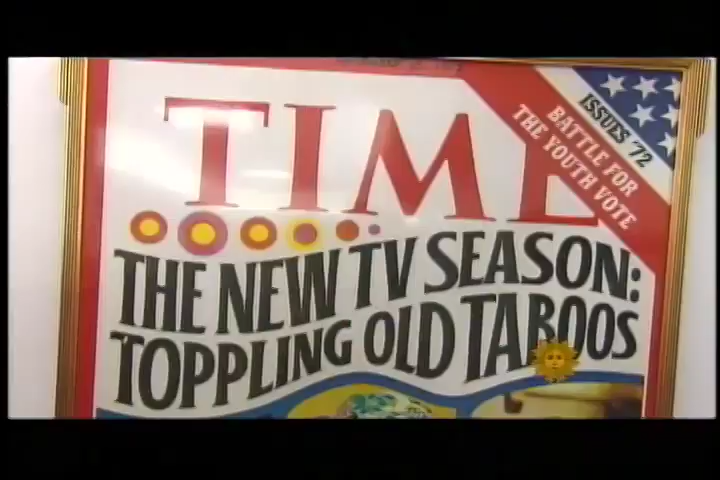 TIME
ISSUES '72
BATTLE FOR
THE YOUTH VOTE
THE NEW TV SEASON:
TOPPLING OLD TABOOS